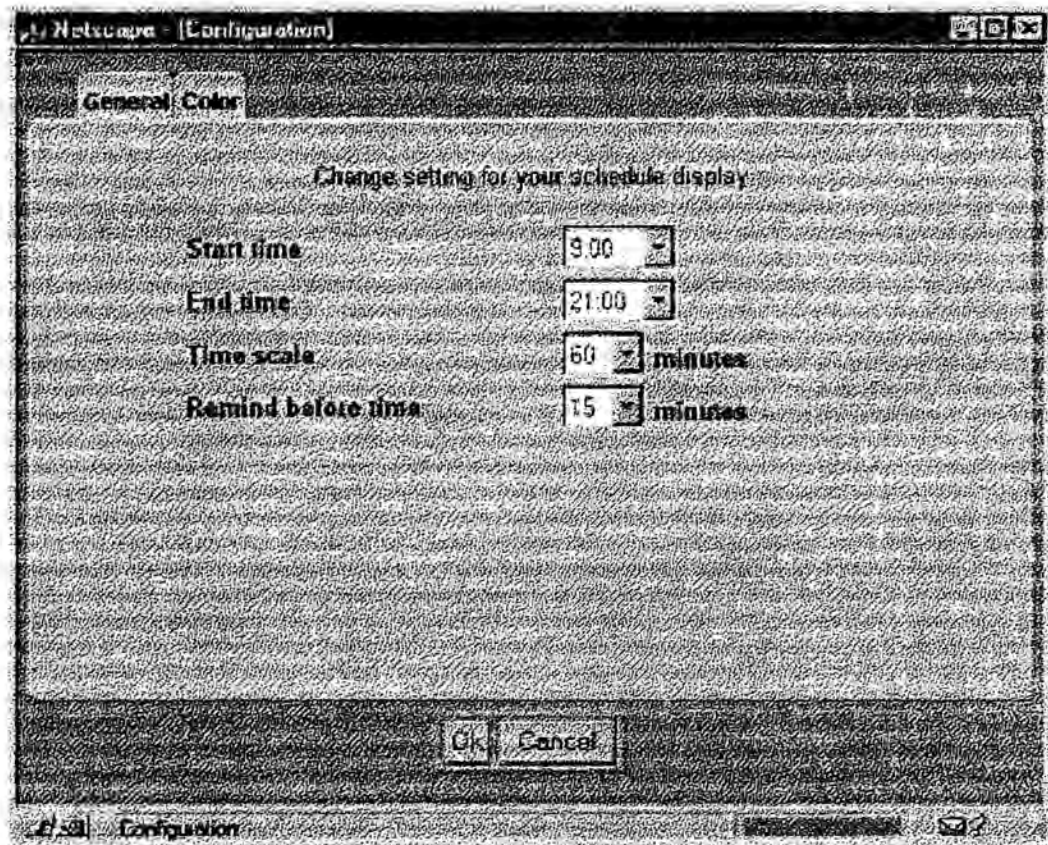 Netscape - [Configuration]
General Color
Change setting for your schedule display
Start time 9:00
End time 21:00
Time scale 60 minutes
Remind before time 15 minutes
Ok Cancel
Configuration